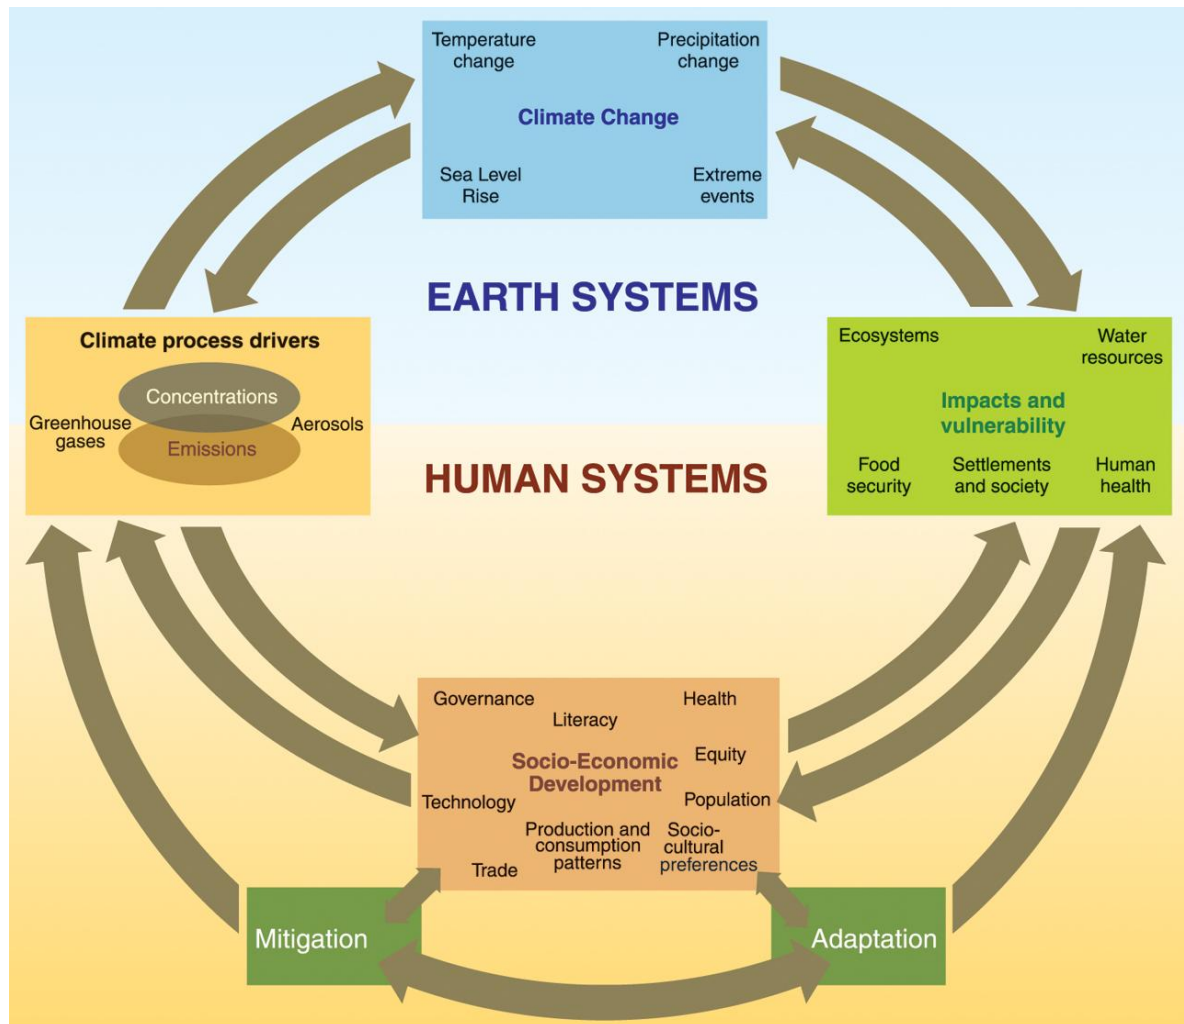 Temperature
change
Precipitation
change
Climate Change
Sea Level
Rise
Extreme
events
EARTH SYSTEMS
Climate process drivers
Concentrations
Greenhouse
gases
Aerosols
Emissions
Ecosystems
Water
resources
Impacts and
vulnerability
Food
security
Settlements
and society
Human
health
HUMAN SYSTEMS
Governance
Literacy
Health
Socio-Economic
Development
Equity
Technology
Population
Production and
consumption
patterns
Socio-
cultural
preferences
Trade
Mitigation
Adaptation